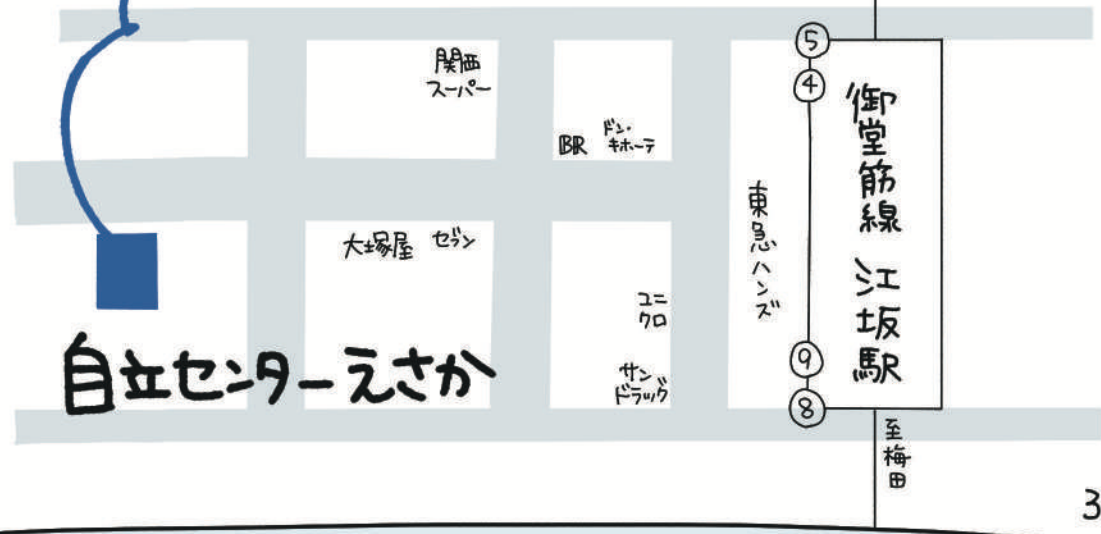 関西
スーパー
BR
ドン・
キホーテ
大塚屋
セブン
ユニ
クロ
サン
ドラッグ
東急ハンズ
⑤
④
⑨
⑧
御堂筋線 江坂駅
至梅田
自立センターえさか
3